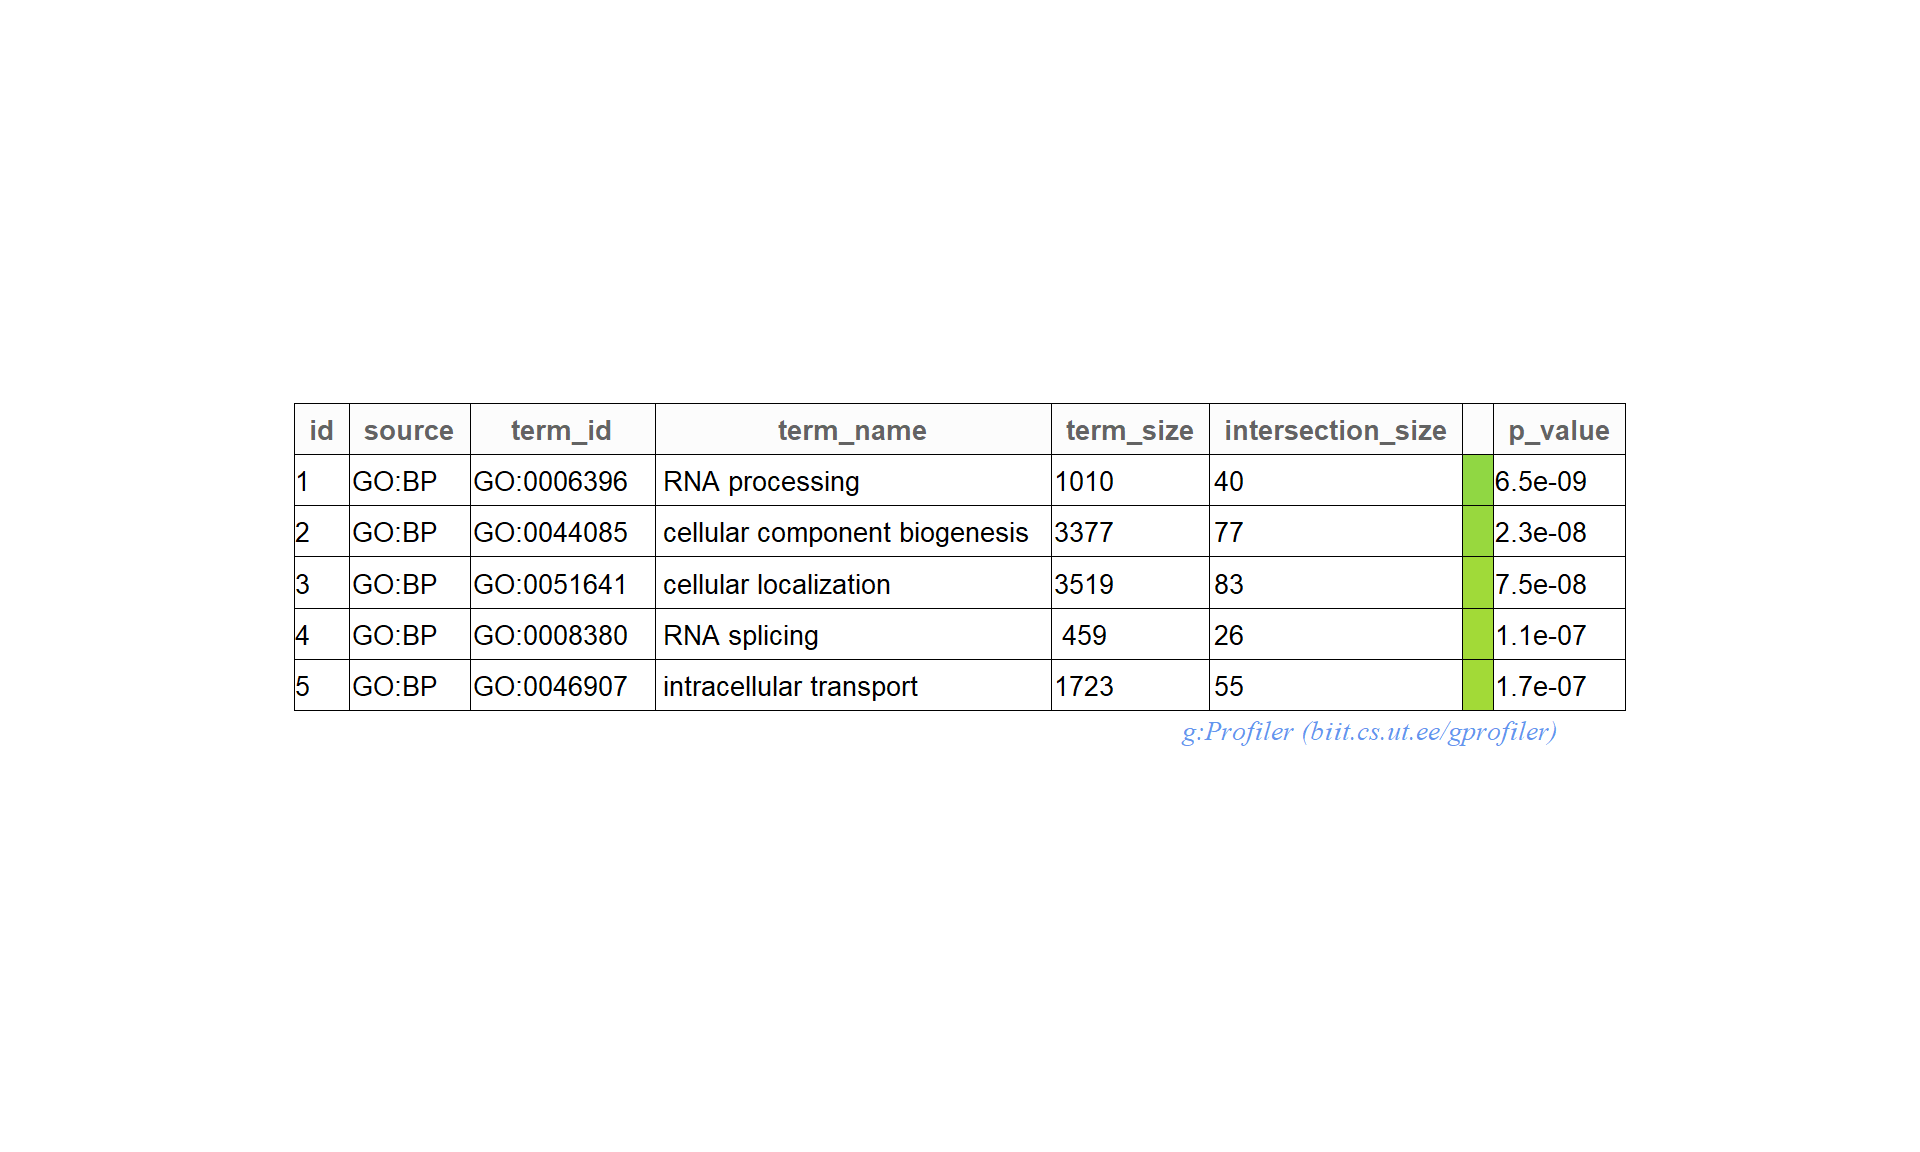 id source term_id term_name term_size intersection_size p_value
1 GO:BP GO:0006396 RNA processing 1010 40 6.5e-09
2 GO:BP GO:0044085 cellular component biogenesis 3377 77 2.3e-08
3 GO:BP GO:0051641 cellular localization 3519 83 7.5e-08
4 GO:BP GO:0008380 RNA splicing 459 26 1.1e-07
5 GO:BP GO:0046907 intracellular transport 1723 55 1.7e-07
g:Profiler (biit.cs.ut.ee/gprofiler)